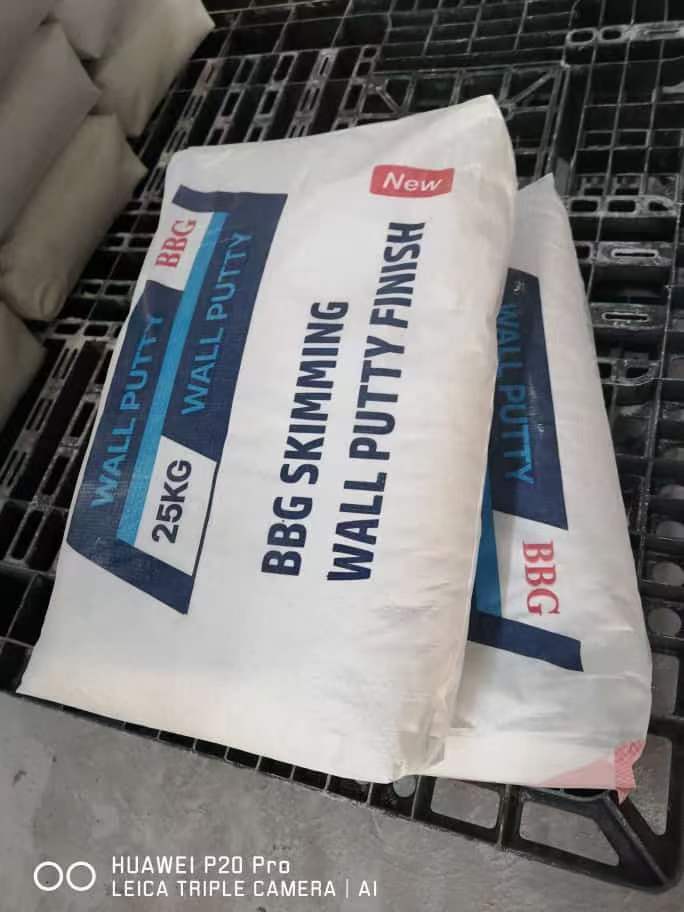 New
BBG SKIMMING
WALL PUTTY FINISH
BBG
WALL PUTTY
WALL PUTTY
25KG
WALL PUTTY
BBG
HUAWEI P20 Pro
LEICA TRIPLE CAMERA | AI